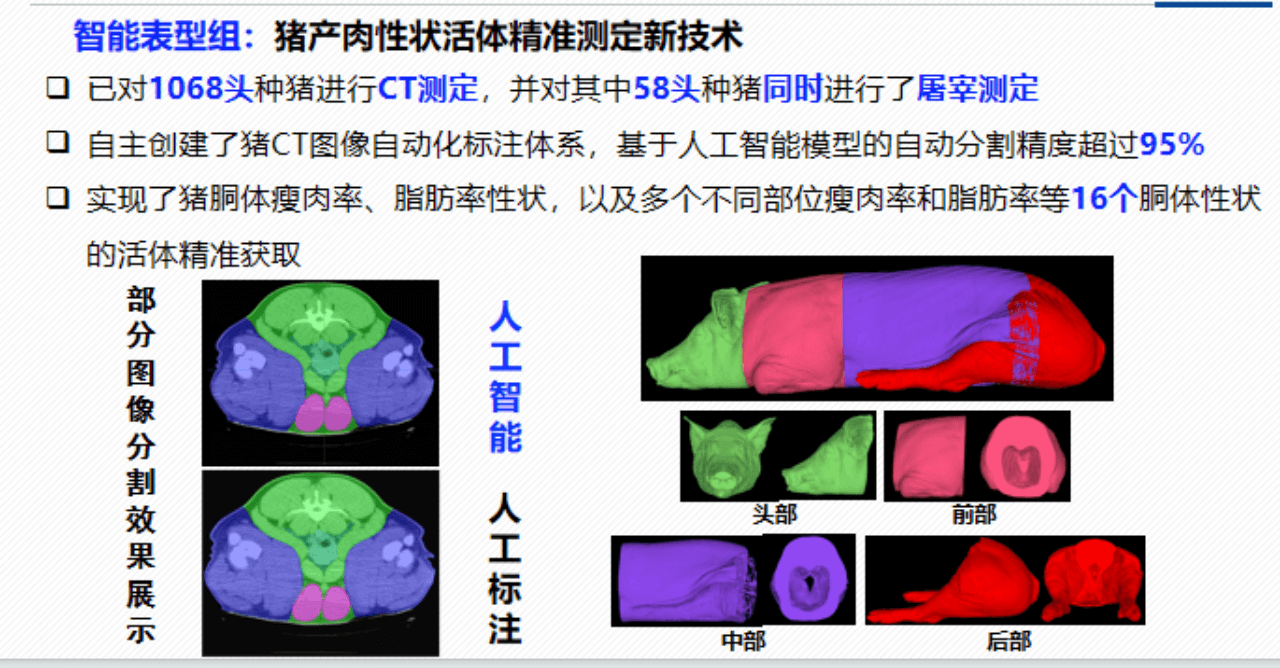 智能表型组：猪产肉性状活体精准测定新技术
已对1068头种猪进行CT测定，并对其中58头种猪同时进行了屠宰测定
自主创建了猪CT图像自动化标注体系，基于人工智能模型的自动分割精度超过95%
实现了猪胴体瘦肉率、脂肪率性状，以及多个不同部位瘦肉率和脂肪率等16个胴体性状
的活体精准获取
部分图像分割效果展示
人工智能
人工标注
头部
前部
中部
后部